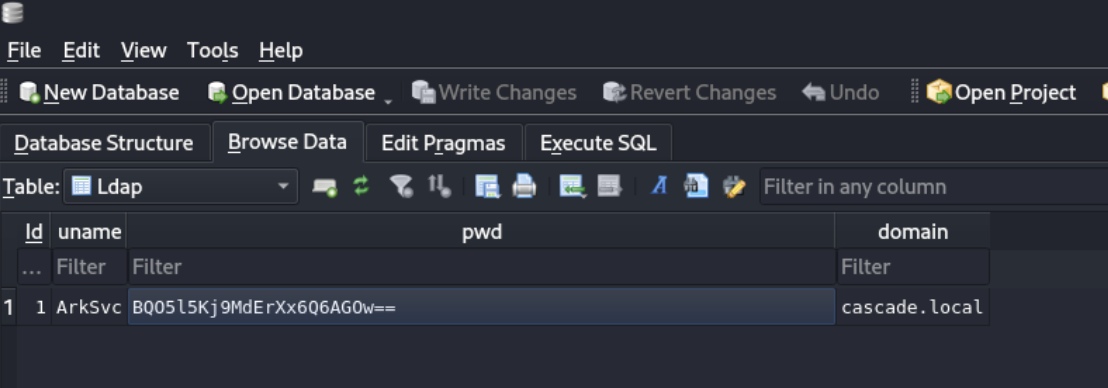 File Edit View Tools Help
New Database Open Database Write Changes Revert Changes Undo Open Project
Database Structure Browse Data Edit Pragmas Execute SQL
Table: Ldap Filter in any column
Id uname pwd domain
... Filter Filter Filter
1 1 ArkSvc BQO5l5Kj9MdErXx6Q6AGOw== cascade.local